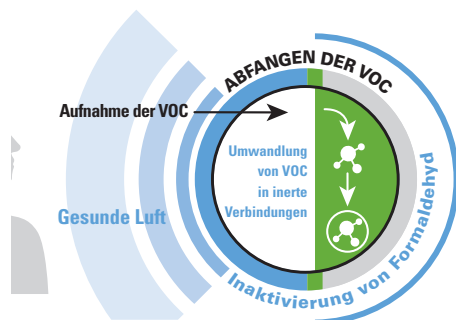 ABFANGEN DER VOC
Aufnahme der VOC
Umwandlung
von VOC
in inerte
Verbindungen
Gesunde Luft
Inaktivierung von Formaldehyd